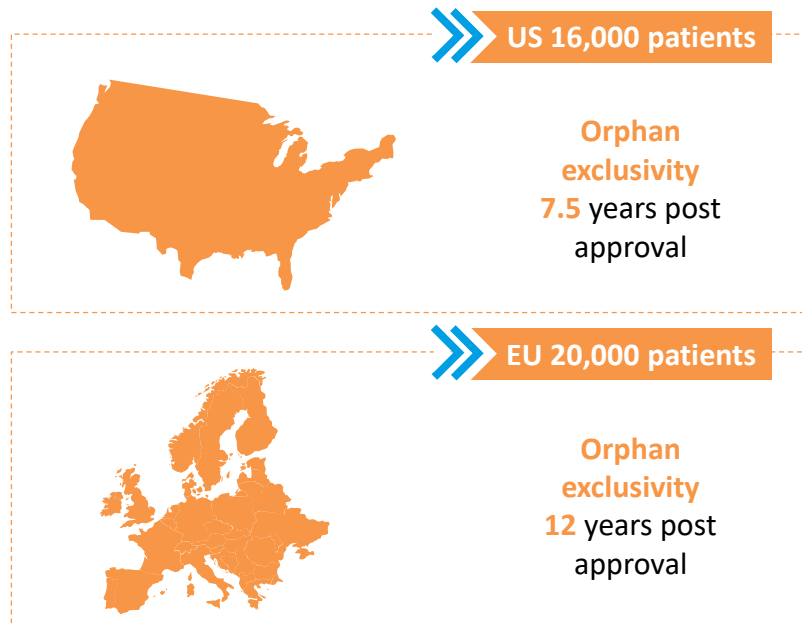 US 16,000 patients
Orphan
exclusivity
7.5 years post
approval
EU 20,000 patients
Orphan
exclusivity
12 years post
approval